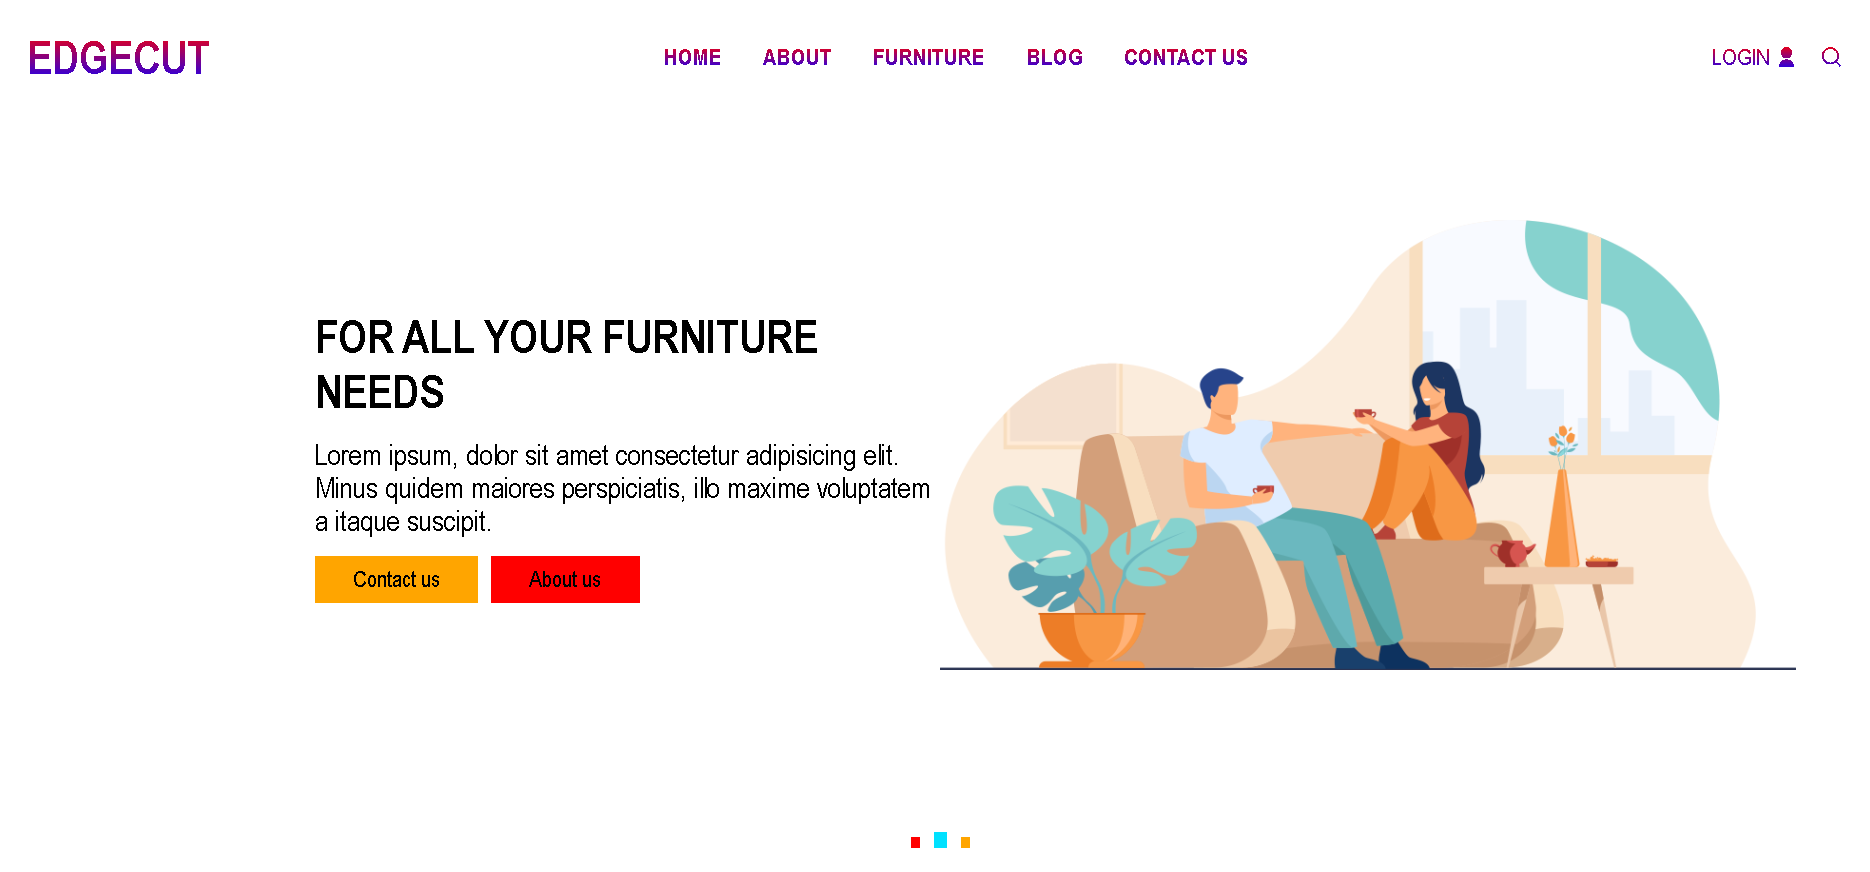 EDGECUT
HOME ABOUT FURNITURE BLOG CONTACT US
LOGIN
FOR ALL YOUR FURNITURE
NEEDS
Lorem ipsum, dolor sit amet consectetur adipisicing elit.
Minus quidem maiores perspiciatis, illo maxime voluptatem
a itaque suscipit.
Contact us
About us